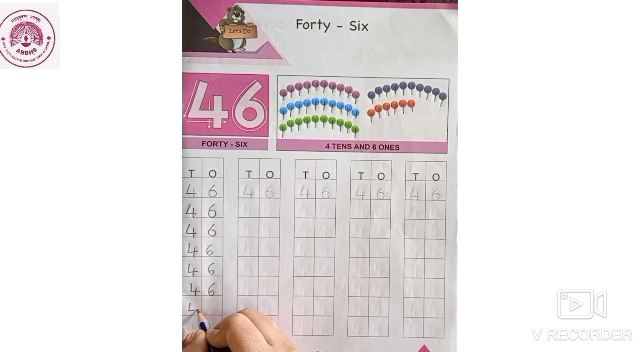 Let's Do
Forty - Six
46
FORTY - SIX
4 TENS AND 6 ONES
T O T O T O T O T O
4 6 4 6 4 6 4 6 4 6
4 6
4 6
4 6
4 6
4 6
4
V RECORDER